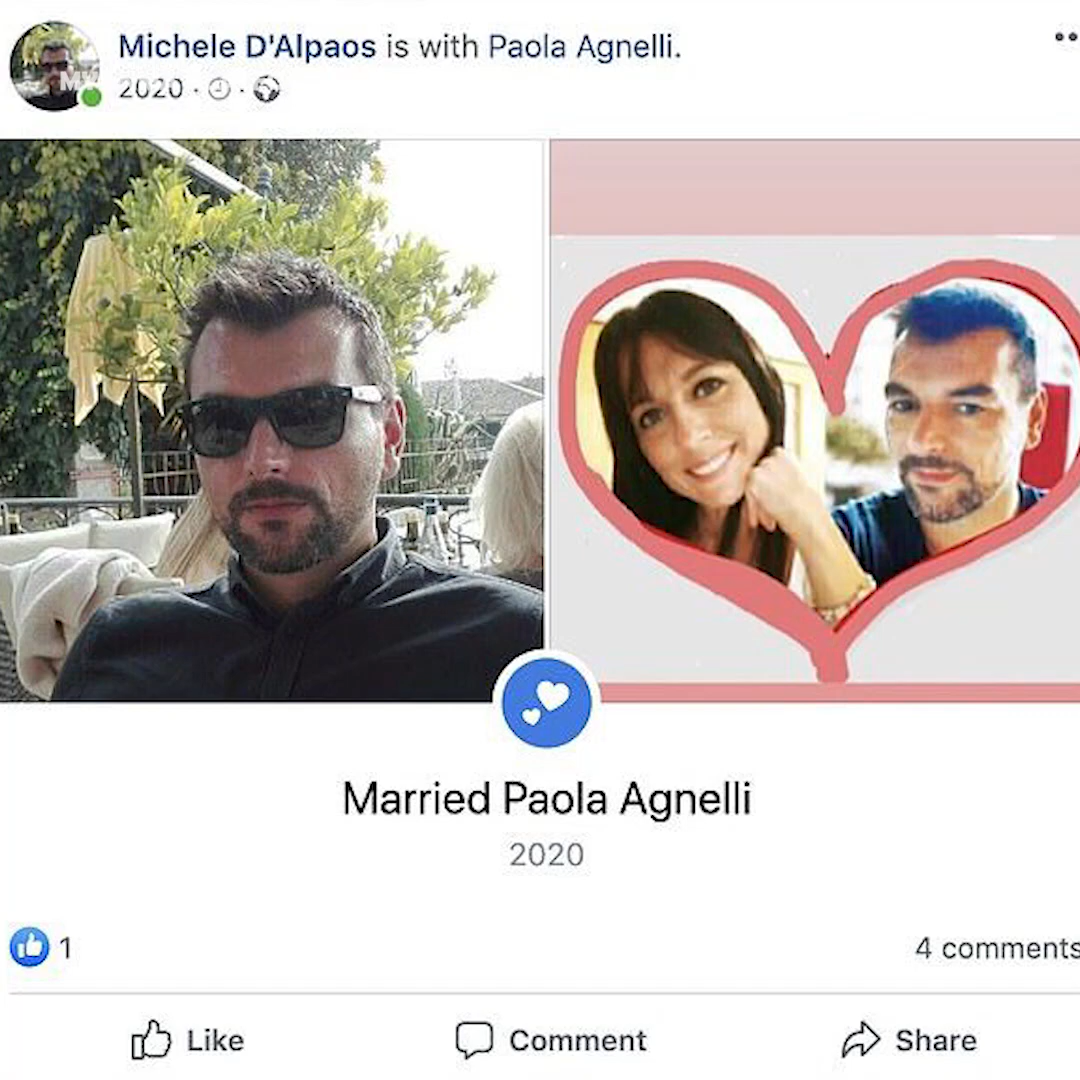 Michele D'Alpaos is with Paola Agnelli.
2020
Married Paola Agnelli
2020
1
4 comments
Like
Comment
Share